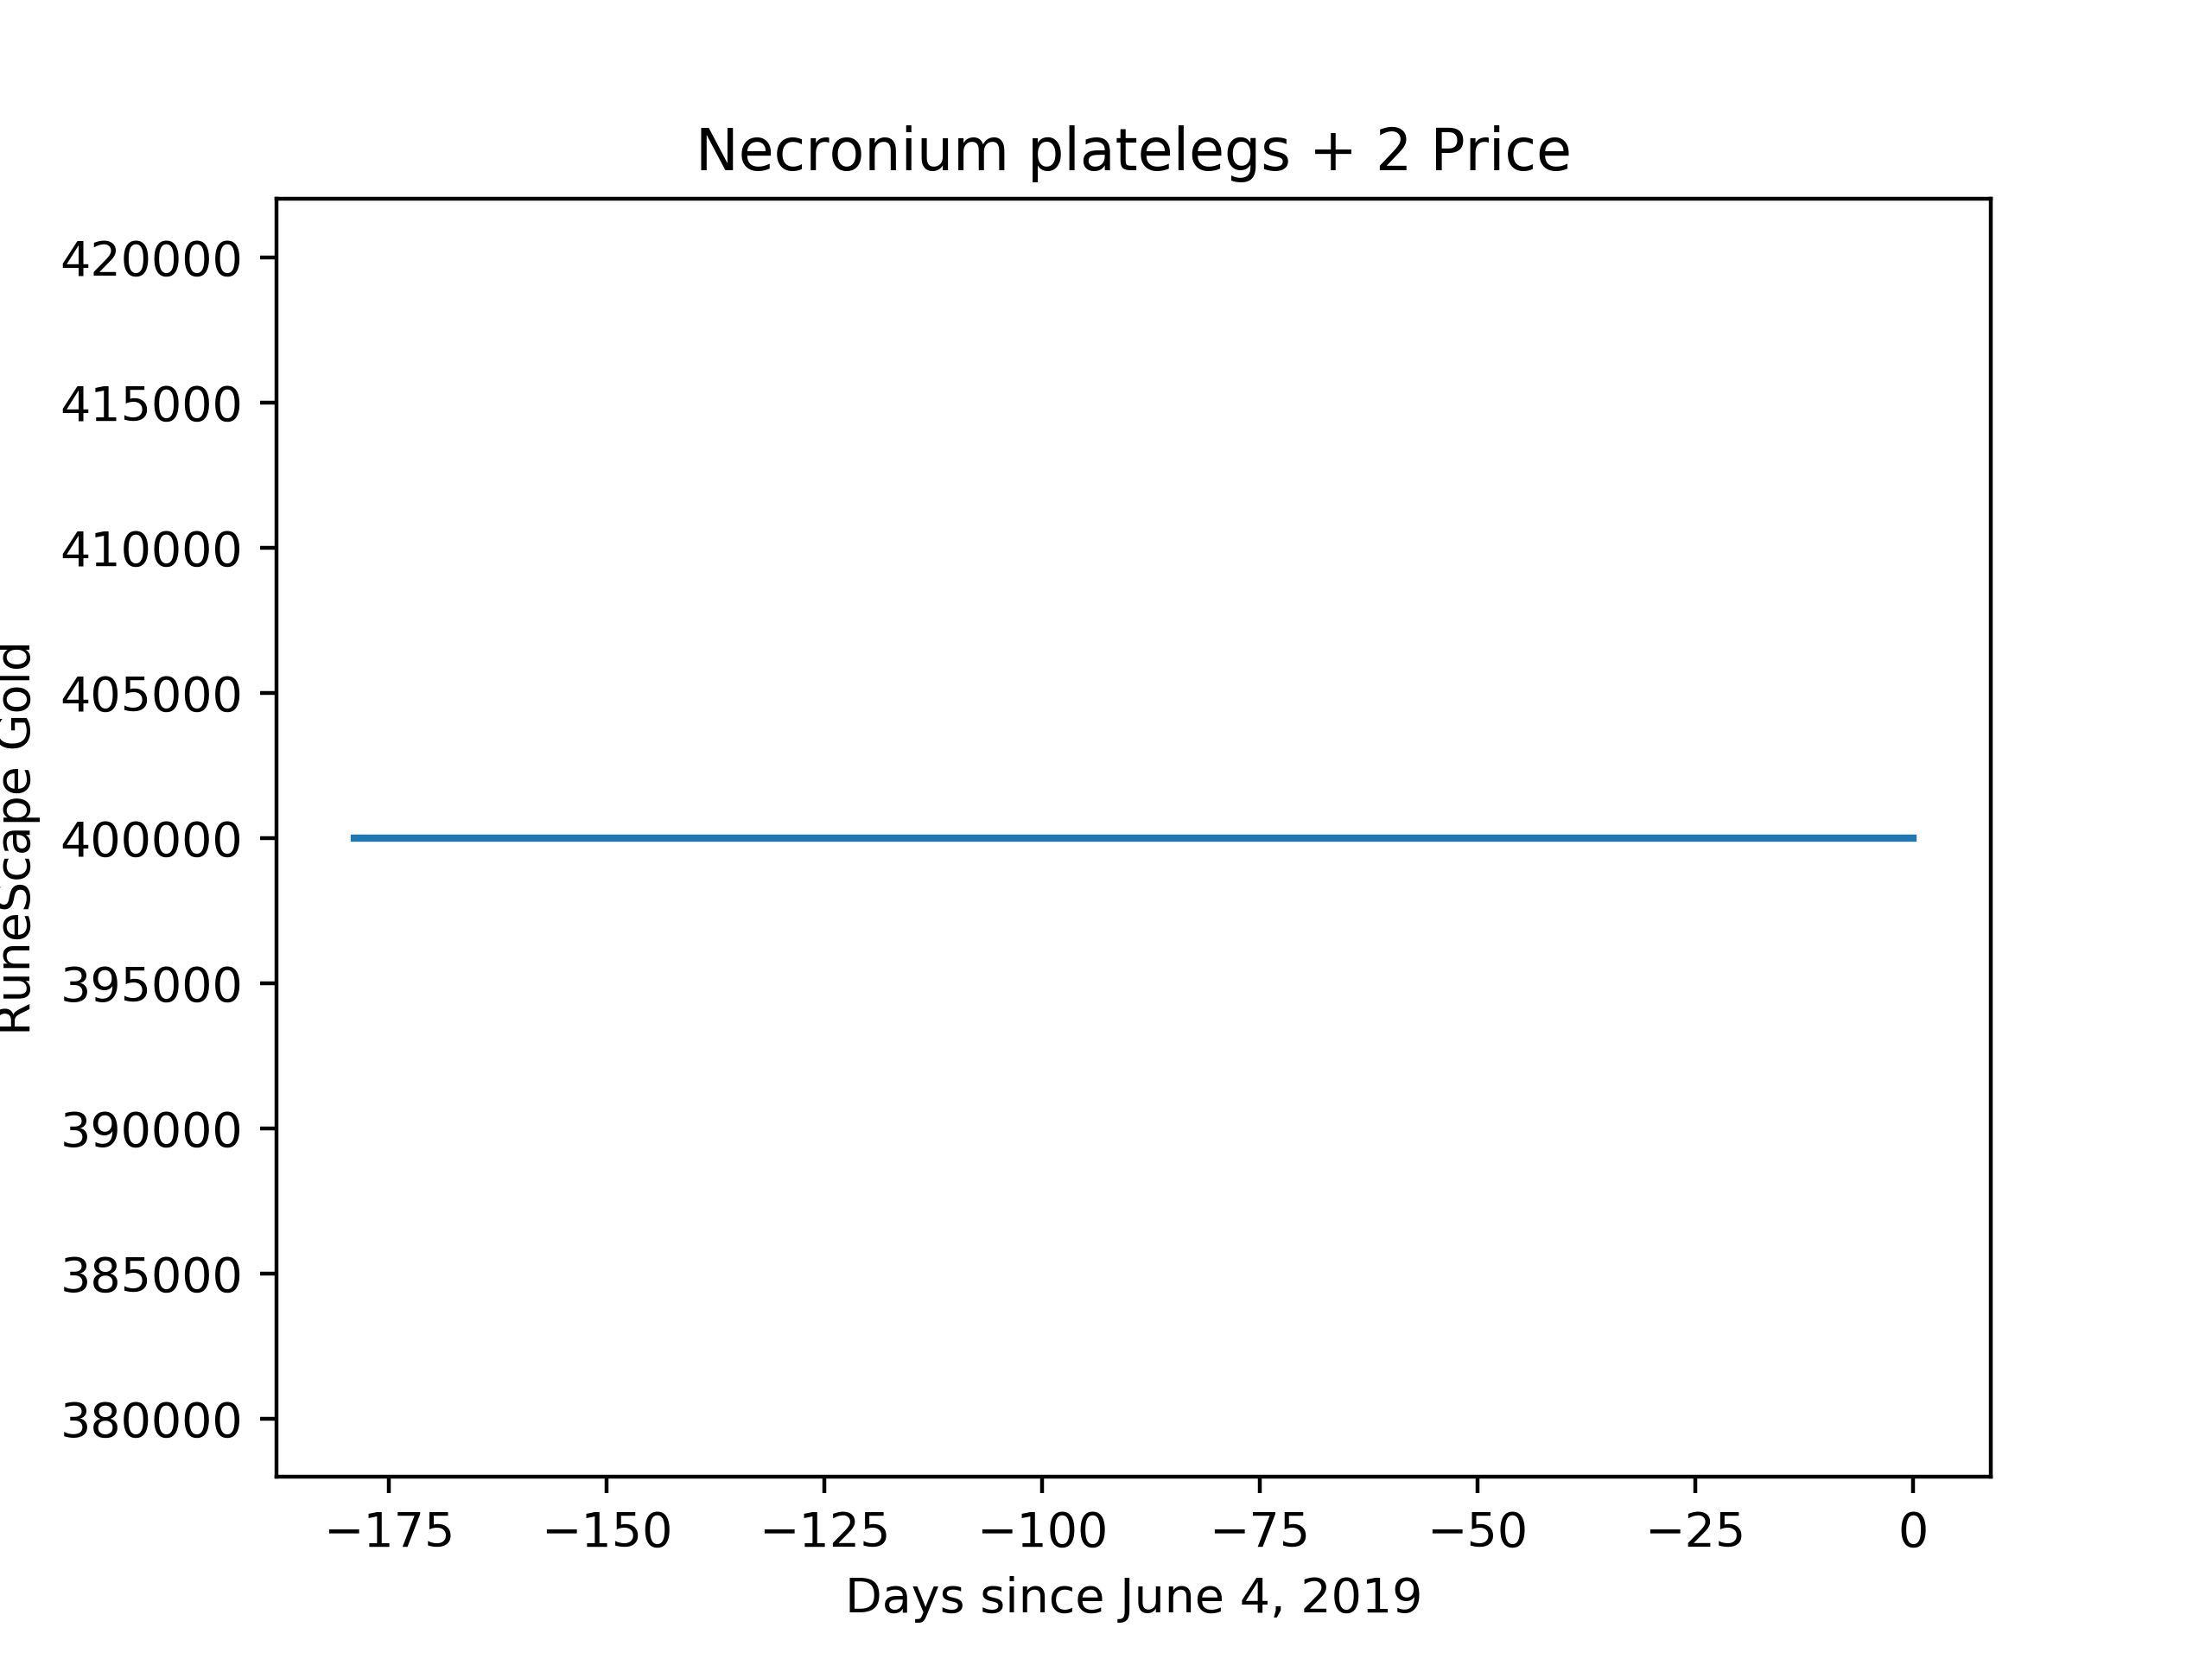 Necronium platelegs + 2 Price
420000
415000
410000
405000
400000
395000
390000
385000
380000
RuneScape Gold
−175 −150 −125 −100 −75 −50 −25 0
Days since June 4, 2019